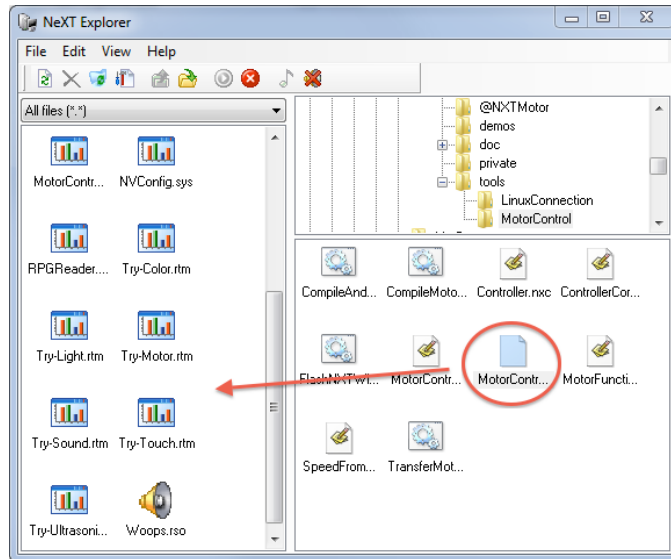 NeXT Explorer
File Edit View Help
All files (*.*)
MotorContr... NVConfig.sys
RPGReader.... Try-Color.rtm
Try-Light.rtm Try-Motor.rtm
Try-Sound.rtm Try-Touch.rtm
Try-Ultrasoni... Woops.rso
@NXTMotor
demos
doc
private
tools
LinuxConnection
MotorControl
CompileAnd... CompileMoto... Controller.nxc ControllerCor...
FlashNXTWi... MotorContr... MotorContr... MotorFuncti...
SpeedFrom... TransferMot...